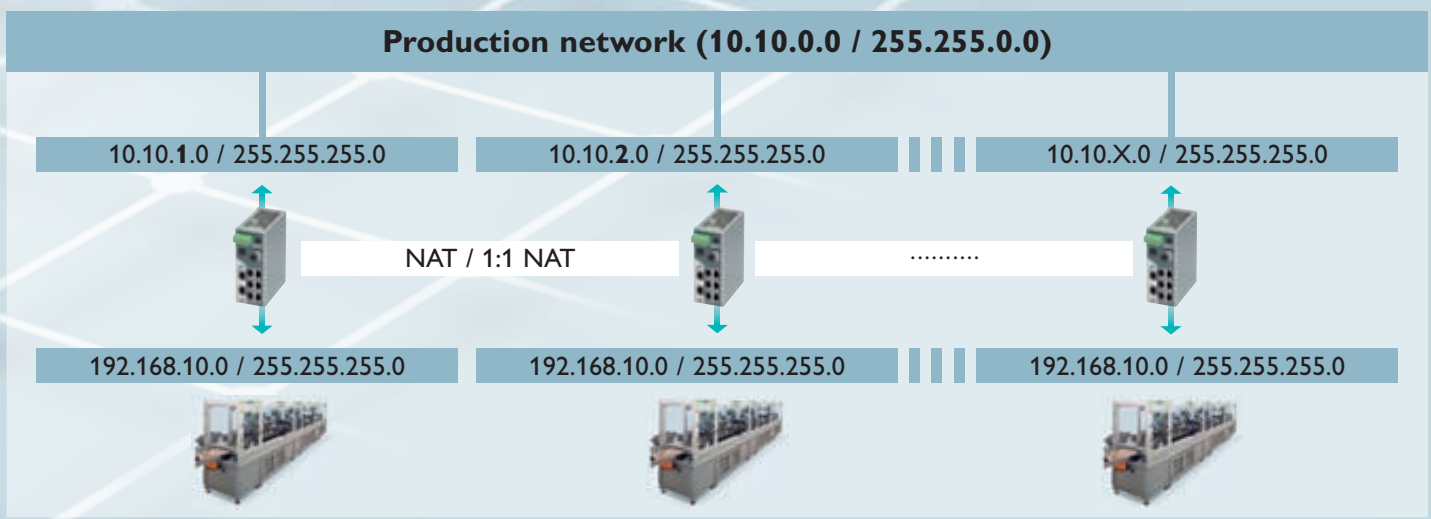 Production network (10.10.0.0 / 255.255.0.0)
10.10.1.0 / 255.255.255.0
10.10.2.0 / 255.255.255.0
10.10.X.0 / 255.255.255.0
NAT / 1:1 NAT
..........
192.168.10.0 / 255.255.255.0
192.168.10.0 / 255.255.255.0
192.168.10.0 / 255.255.255.0